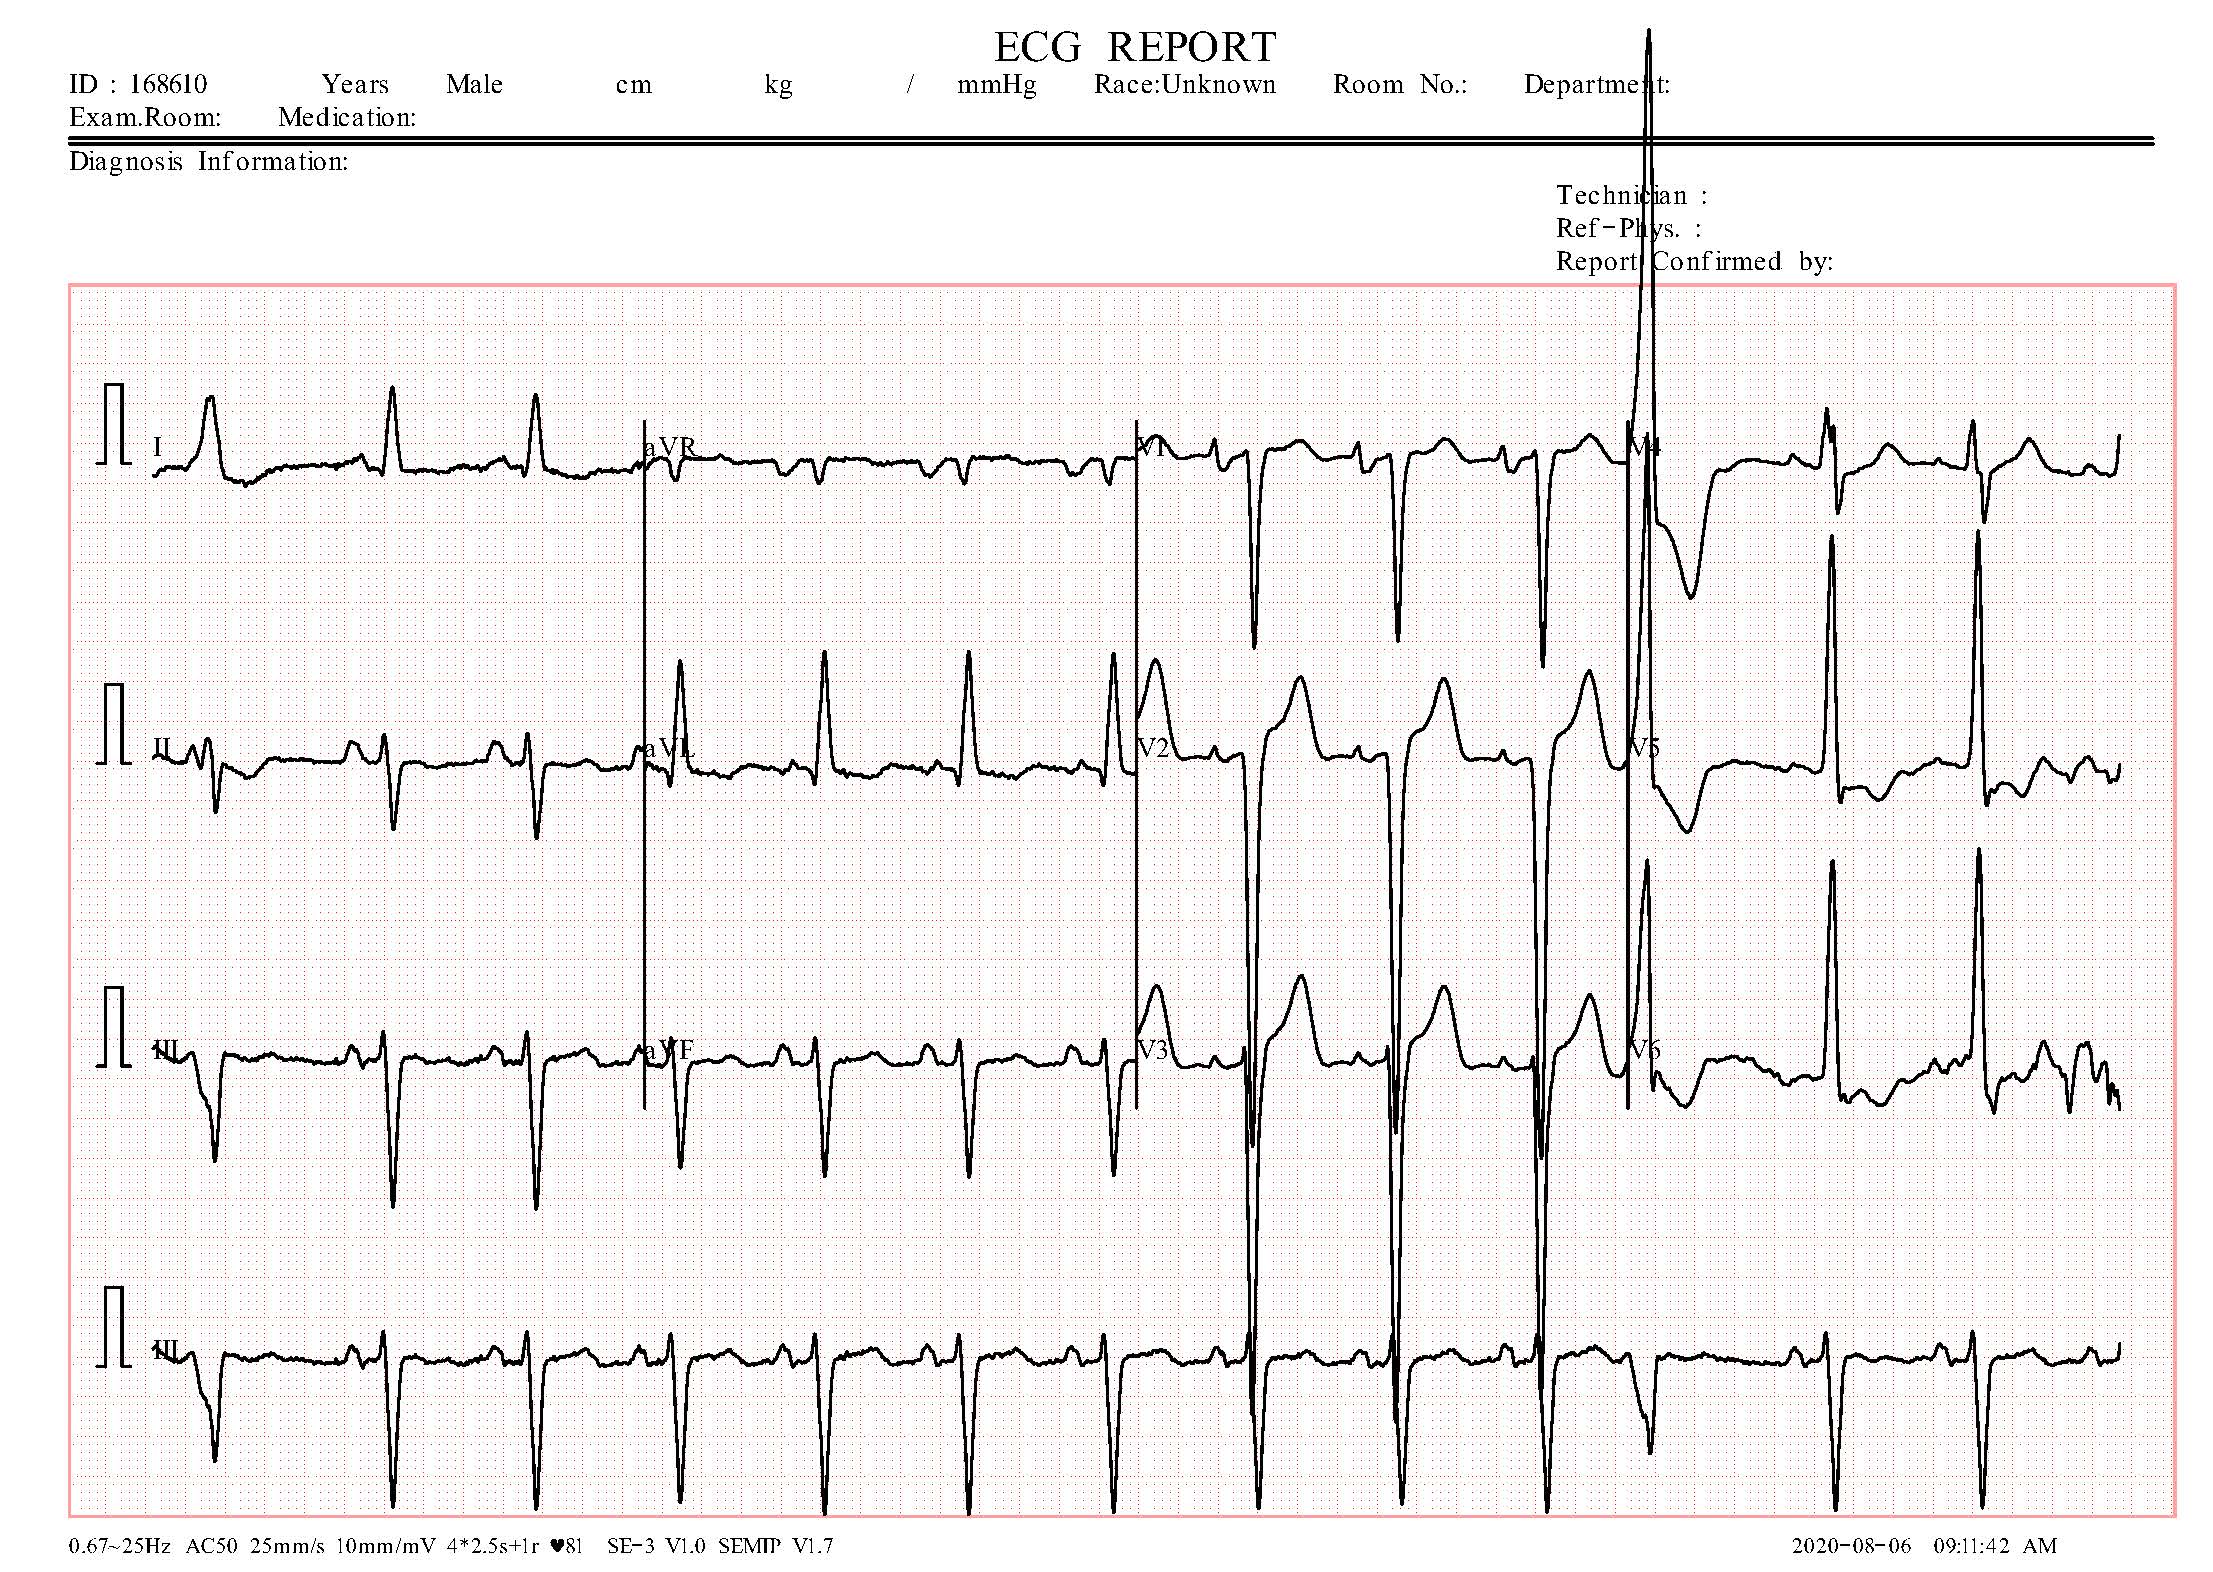 ECG REPORT
ID : 168610 Years Male cm kg / mmHg Race:Unknown Room No.: Department:
Exam.Room: Medication:
Diagnosis Information:
Technician :
Ref-Phys. :
Report Confirmed by:
I aVR V1 V4
II aVL V2 V5
III aVF V3 V6
III
0.67~25Hz AC50 25mm/s 10mm/mV 4*2.5s+1r ♥81 SE-3 V1.0 SEMIP V1.7 2020-08-06 09:11:42 AM